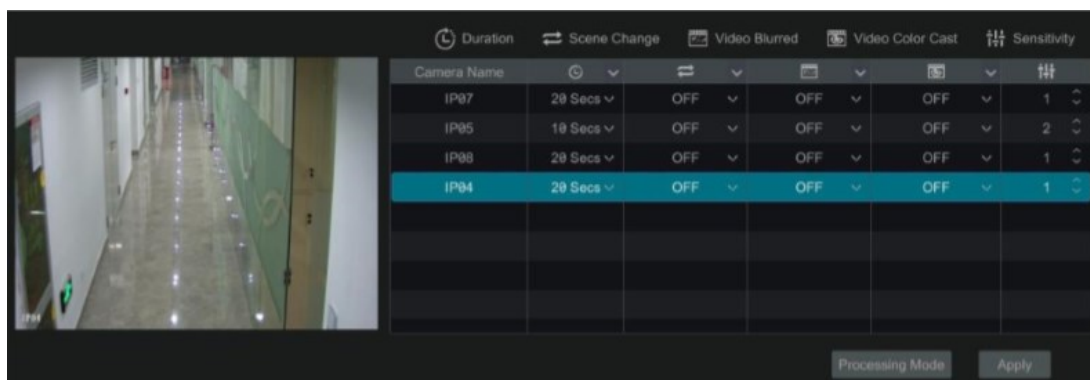 Duration Scene Change Video Blurred Video Color Cast Sensitivity
Camera Name
IP07 20 Secs OFF OFF OFF 1
IP05 10 Secs OFF OFF OFF 2
IP08 20 Secs OFF OFF OFF 1
IP04 20 Secs OFF OFF OFF 1
IP04
Processing Mode Apply